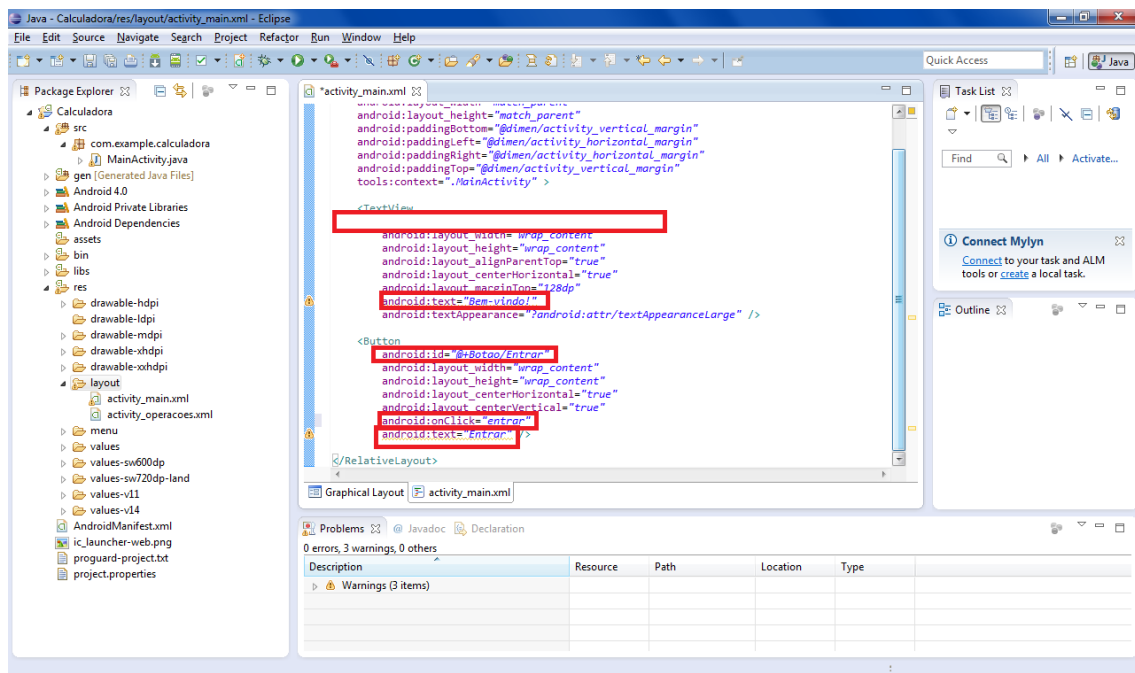 Java - Calculadora/res/layout/activity_main.xml - Eclipse
File Edit Source Navigate Search Project Refactor Run Window Help
Quick Access
Java
Package Explorer
Calculadora
src
com.example.calculadora
MainActivity.java
gen [Generated Java Files]
Android 4.0
Android Private Libraries
Android Dependencies
assets
bin
libs
res
drawable-hdpi
drawable-ldpi
drawable-mdpi
drawable-xhdpi
drawable-xxhdpi
layout
activity_main.xml
activity_operacoes.xml
menu
values
values-sw600dp
values-sw720dp-land
values-v11
values-v14
AndroidManifest.xml
ic_launcher-web.png
proguard-project.txt
project.properties
*activity_main.xml
android:layout_width="match_parent"
android:layout_height="match_parent"
android:paddingBottom="@dimen/activity_vertical_margin"
android:paddingLeft="@dimen/activity_horizontal_margin"
android:paddingRight="@dimen/activity_horizontal_margin"
android:paddingTop="@dimen/activity_vertical_margin"
tools:context=".MainActivity" >
<TextView
android:layout_width="wrap_content"
android:layout_height="wrap_content"
android:layout_alignParentTop="true"
android:layout_centerHorizontal="true"
android:layout_marginTop="128dp"
android:text="Bem-vindo!"
android:textAppearance="?android:attr/textAppearanceLarge" />
<Button
android:id="@+Botao/Entrar"
android:layout_width="wrap_content"
android:layout_height="wrap_content"
android:layout_centerHorizontal="true"
android:layout_centerVertical="true"
android:onClick="entrar"
android:text="Entrar" />
</RelativeLayout>
Graphical Layout activity_main.xml
Task List
Find All Activate...
Connect Mylyn
Connect to your task and ALM
tools or create a local task.
Outline
Problems @ Javadoc Declaration
0 errors, 3 warnings, 0 others
Description Resource Path Location Type
Warnings (3 items)